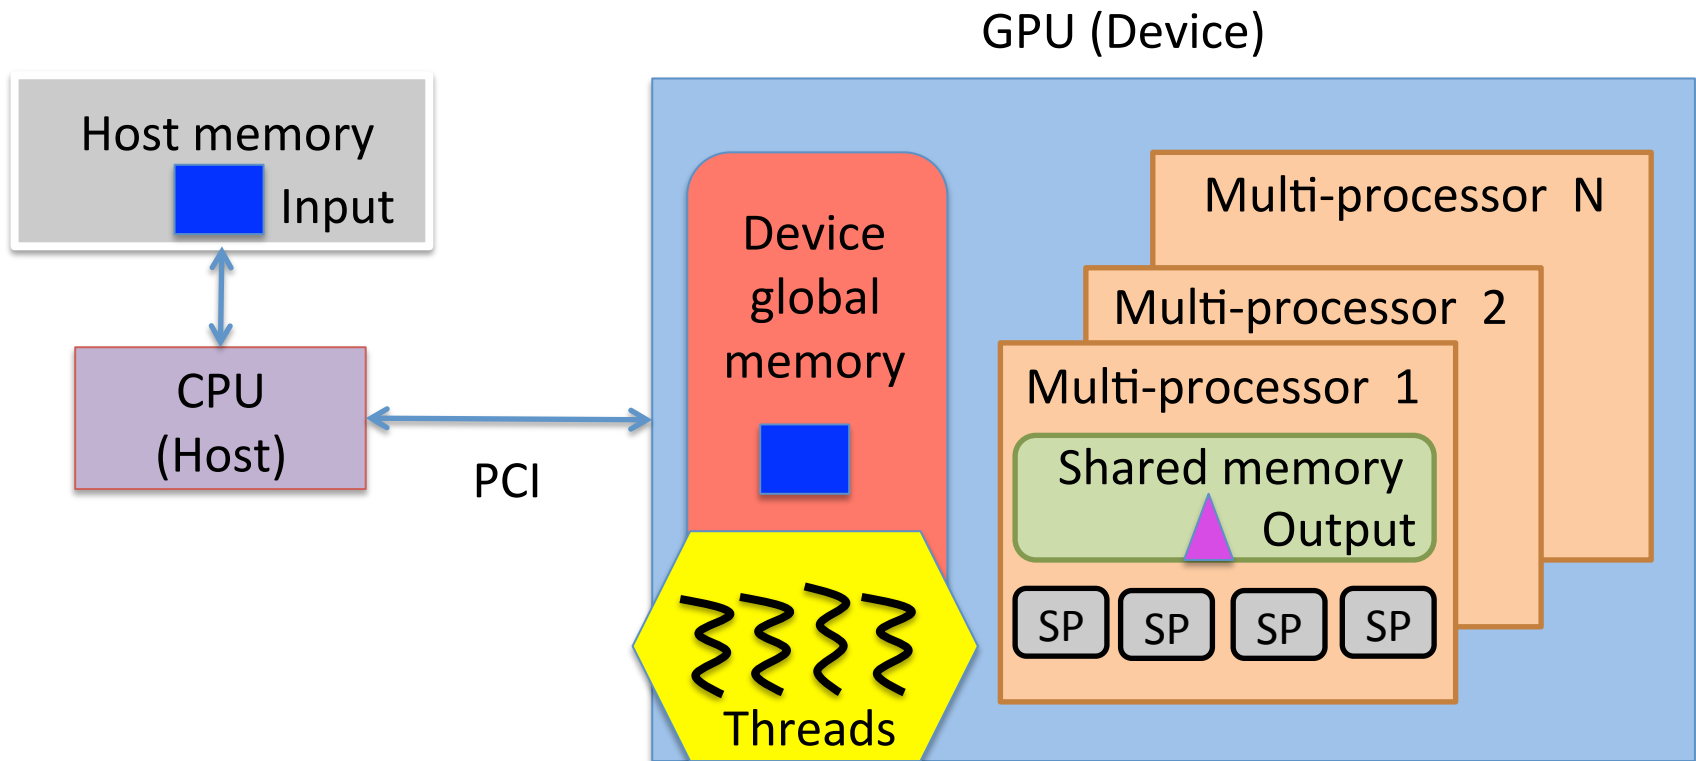 GPU (Device)
Host memory
Input
CPU
(Host)
PCI
Device
global
memory
Threads
Multi-processor N
Multi-processor 2
Multi-processor 1
Shared memory
Output
SP
SP
SP
SP